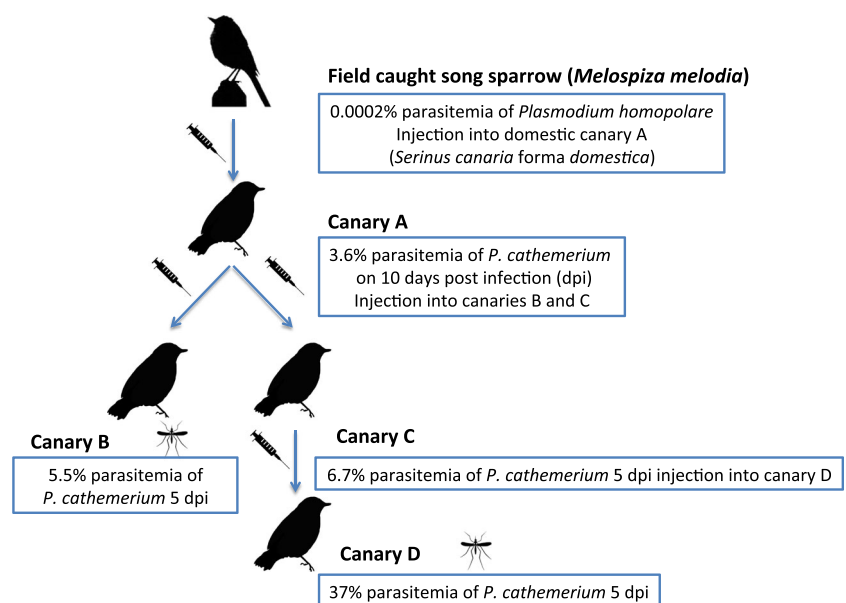 Field caught song sparrow (Melospiza melodia)
0.0002% parasitemia of Plasmodium homopolare
Injection into domestic canary A
(Serinus canaria forma domestica)
Canary A
3.6% parasitemia of P. cathemerium
on 10 days post infection (dpi)
Injection into canaries B and C
Canary B
5.5% parasitemia of
P. cathemerium 5 dpi
Canary C
6.7% parasitemia of P. cathemerium 5 dpi injection into canary D
Canary D
37% parasitemia of P. cathemerium 5 dpi